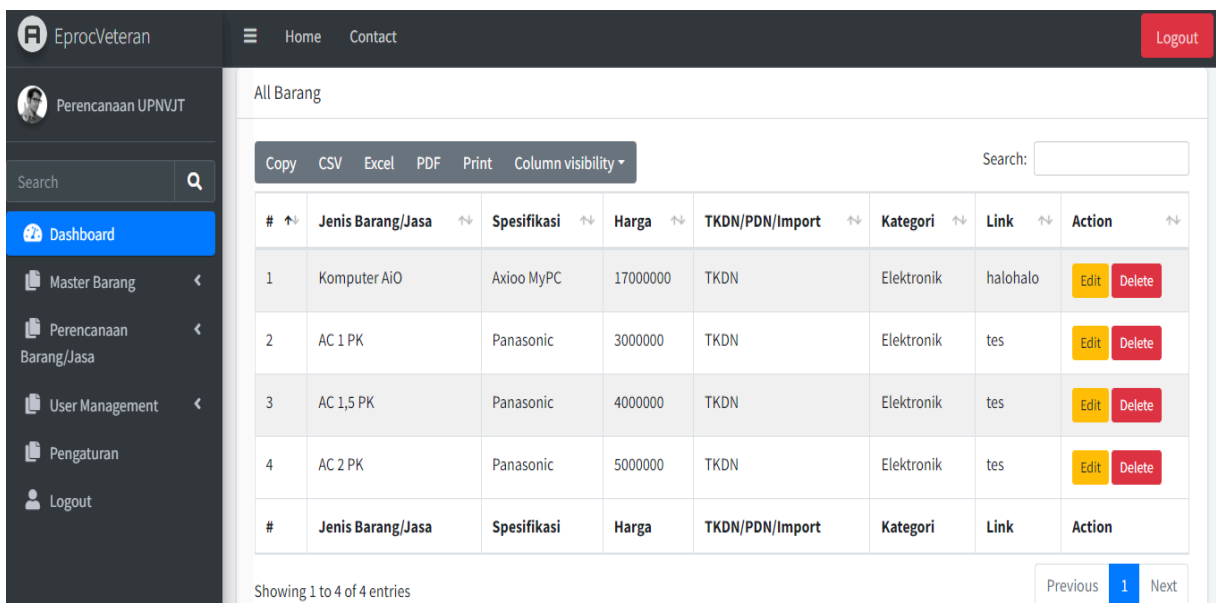 EprocVeteran
Home Contact Logout
Perencanaan UPNVJT
Search
Dashboard
Master Barang
Perencanaan
Barang/Jasa
User Management
Pengaturan
Logout
All Barang
Copy CSV Excel PDF Print Column visibility
Search:
# Jenis Barang/Jasa Spesifikasi Harga TKDN/PDN/Import Kategori Link Action
1 Komputer AiO Axioo MyPC 17000000 TKDN Elektronik halohalo Edit Delete
2 AC 1 PK Panasonic 3000000 TKDN Elektronik tes Edit Delete
3 AC 1,5 PK Panasonic 4000000 TKDN Elektronik tes Edit Delete
4 AC 2 PK Panasonic 5000000 TKDN Elektronik tes Edit Delete
# Jenis Barang/Jasa Spesifikasi Harga TKDN/PDN/Import Kategori Link Action
Showing 1 to 4 of 4 entries
Previous 1 Next